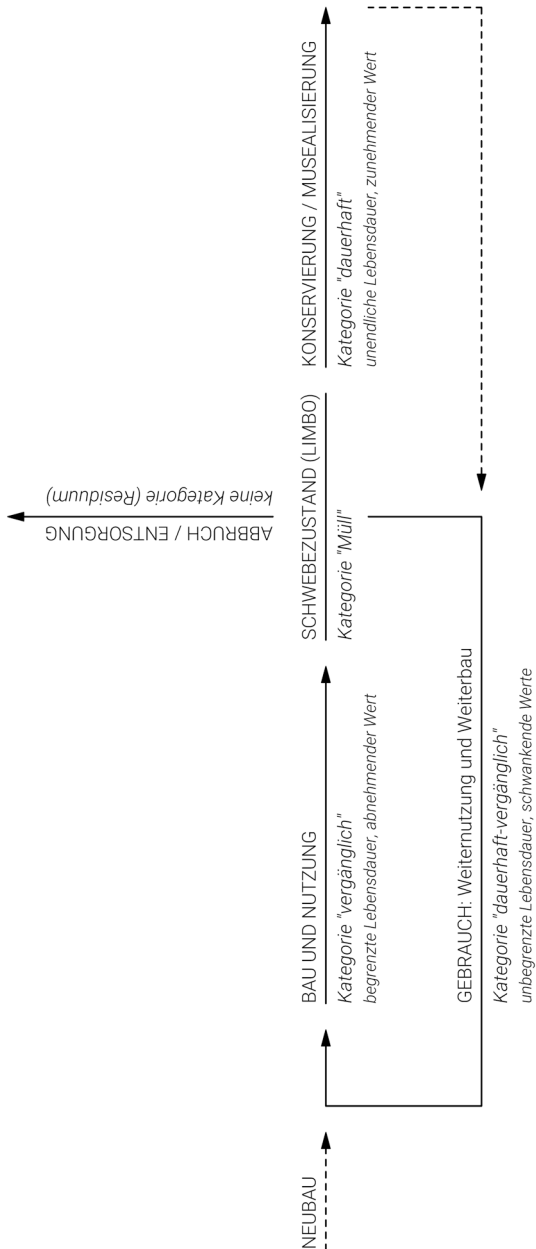 NEUBAU
BAU UND NUTZUNG
Kategorie "vergänglich"
begrenzte Lebensdauer, abnehmender Wert
SCHWEBEZUSTAND (LIMBO)
Kategorie "Müll"
KONSERVIERUNG / MUSEALISIERUNG
Kategorie "dauerhaft"
unendliche Lebensdauer, zunehmender Wert
ABBRUCH / ENTSORGUNG
keine Kategorie (Residuum)
GEBRAUCH: Weiternutzung und Weiterbau
Kategorie "dauerhaft-vergänglich"
unbegrenzte Lebensdauer, schwankende Werte